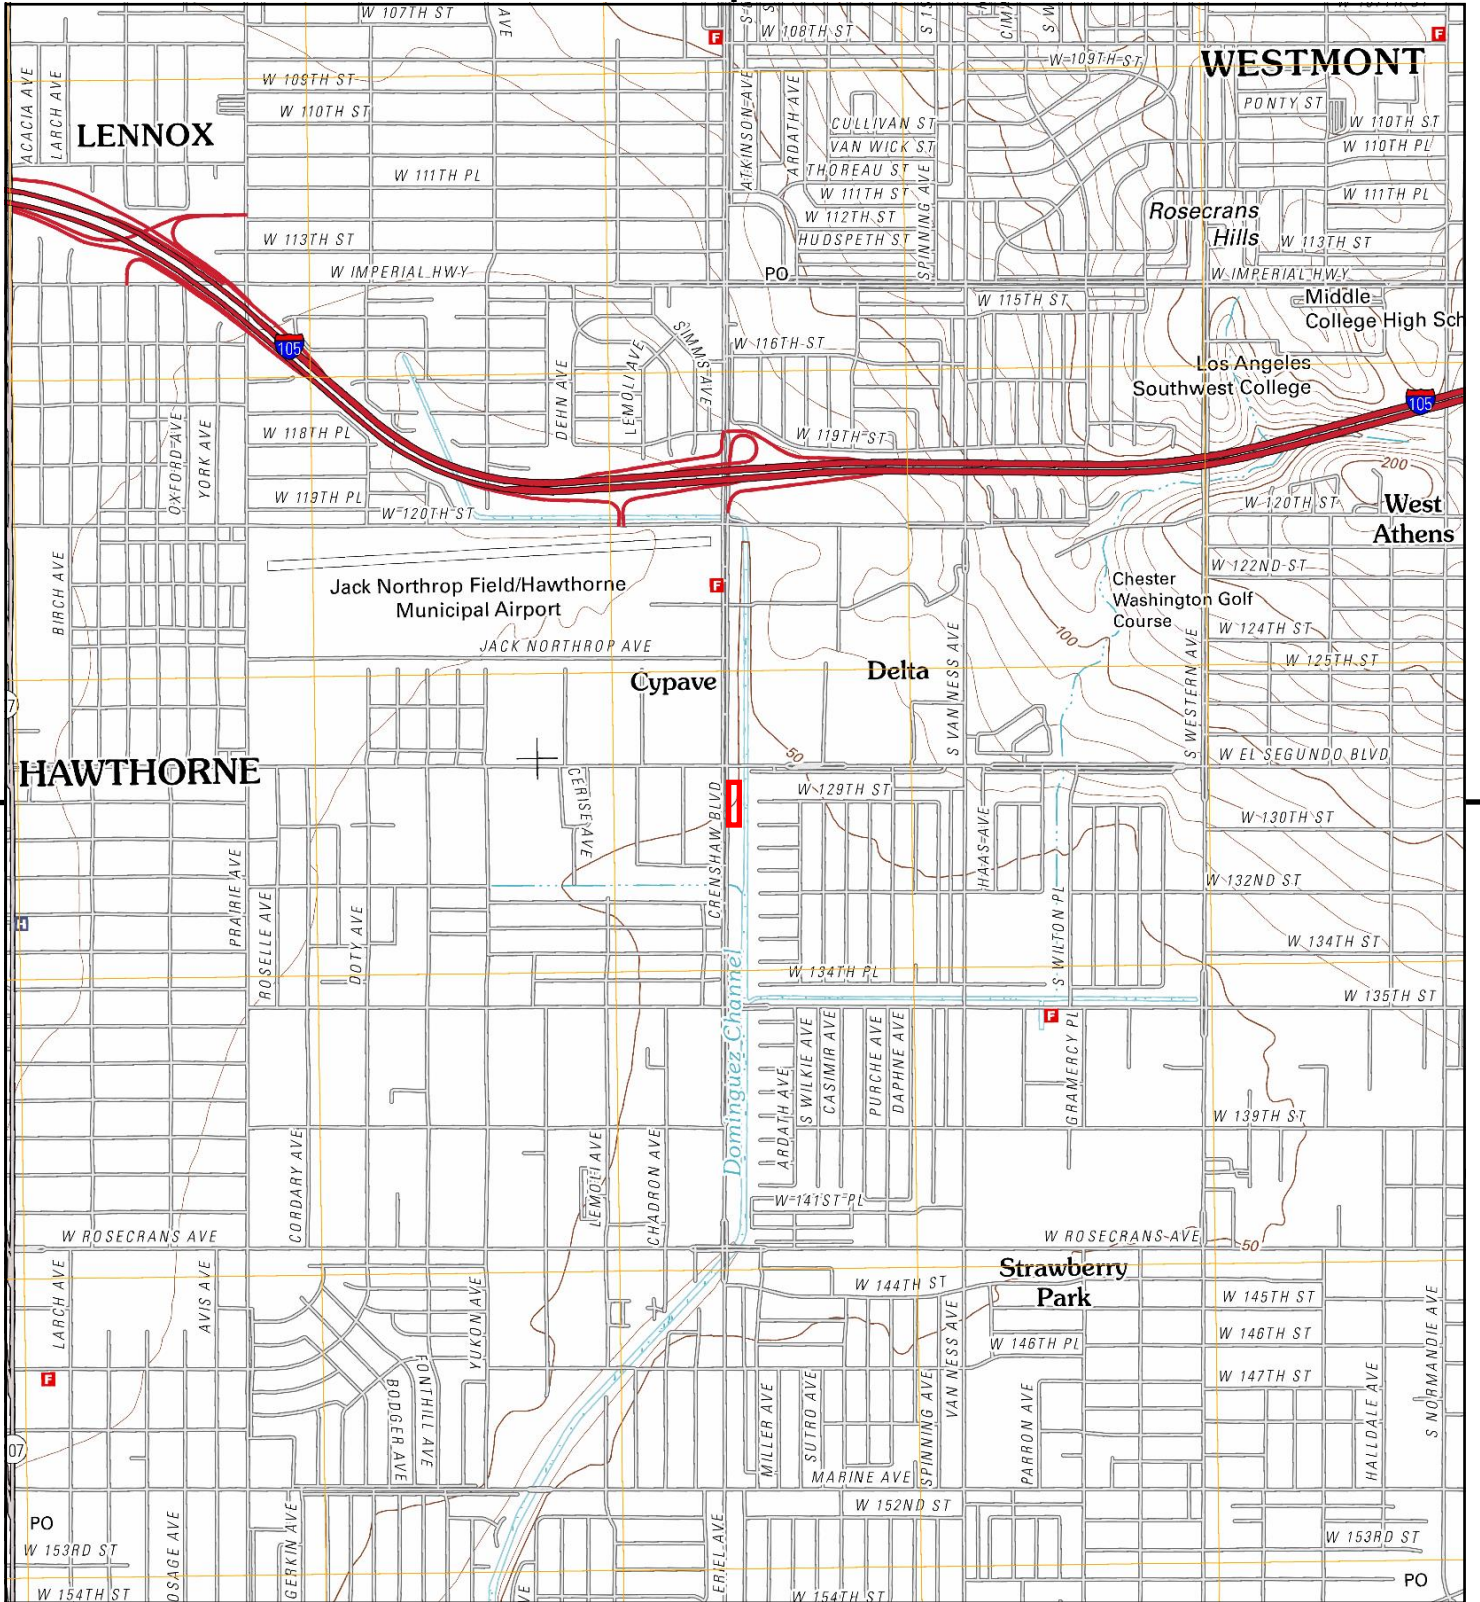 W 107TH ST
AVE
W 108TH ST
F
F
WESTMONT
W 109TH ST
W 109TH ST
PONTY ST
ACACIA AVE
LARCH AVE
LENNOX
W 110TH ST
ATKINSON AVE
ARDATH AVE
CULLIVAN ST
W 110TH ST
VAN WICK ST
W 110TH PL
W 111TH PL
THOREAU ST
W 111TH ST
W 111TH PL
W 112TH ST
SPINNING AVE
Rosecrans
Hills
W 113TH ST
HUDSPETH ST
W 113TH ST
W IMPERIAL HWY
PO
W IMPERIAL HWY
W 115TH ST
Middle
College High Sch
105
SIMMS AVE
W 116TH ST
DEHN AVE
LEMOLI AVE
Los Angeles
Southwest College
105
OXFORD AVE
YORK AVE
W 118TH PL
W 119TH ST
200
W 119TH PL
W 120TH ST
W 120TH ST
West
Athens
BIRCH AVE
Jack Northrop Field/Hawthorne
Municipal Airport
F
Chester
Washington Golf
Course
W 122ND ST
100
W 124TH ST
JACK NORTHROP AVE
Cypave
Delta
S VAN NESS AVE
S WESTERN AVE
W 125TH ST
7
HAWTHORNE
50
W EL SEGUNDO BLVD
CERISE AVE
CRENSHAW BLVD
W 129TH ST
HAAS AVE
W 130TH ST
PRAIRIE AVE
ROSELLE AVE
DOTY AVE
W 132ND ST
H
S WILTON PL
W 134TH ST
Dominguez Channel
W 134TH PL
W 135TH ST
F
S WILKIE AVE
CASIMIR AVE
PURCHE AVE
DAPHNE AVE
GRAMERCY PL
ARDATH AVE
W 139TH ST
CORDARY AVE
LEMOLI AVE
CHADRON AVE
W 141ST PL
W ROSECRANS AVE
W ROSECRANS AVE
50
LARCH AVE
AVIS AVE
YUKON AVE
W 144TH ST
Strawberry
Park
W 145TH ST
VAN NESS AVE
W 146TH ST
W 146TH PL
S NORMANDIE AVE
F
BODGER AVE
FONTHILL AVE
W 147TH ST
MILLER AVE
SUTRO AVE
SPINNING AVE
PARRON AVE
HALLDALE AVE
07
MARINE AVE
W 152ND ST
PO
W 153RD ST
OSAGE AVE
GERKIN AVE
ERIEL AVE
W 153RD ST
W 154TH ST
VE
W 154TH ST
PO